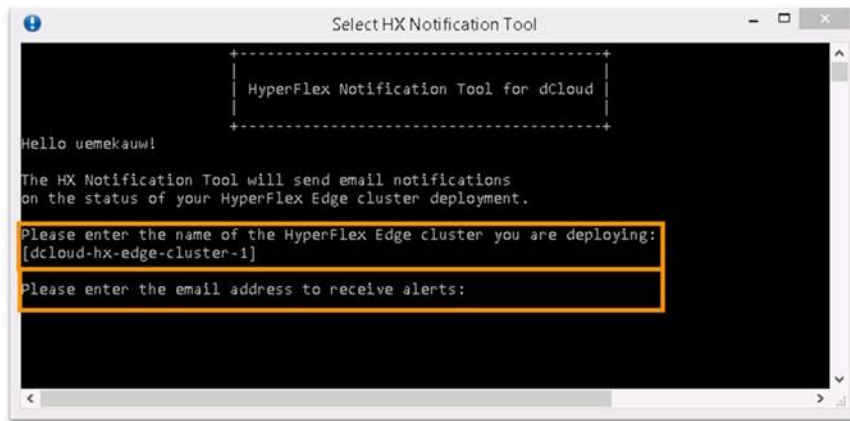 Select HX Notification Tool
HyperFlex Notification Tool for dCloud
Hello uemekauw!
The HX Notification Tool will send email notifications
on the status of your HyperFlex Edge cluster deployment.
Please enter the name of the HyperFlex Edge cluster you are deploying:
[dcloud-hx-edge-cluster-1]
Please enter the email address to receive alerts: